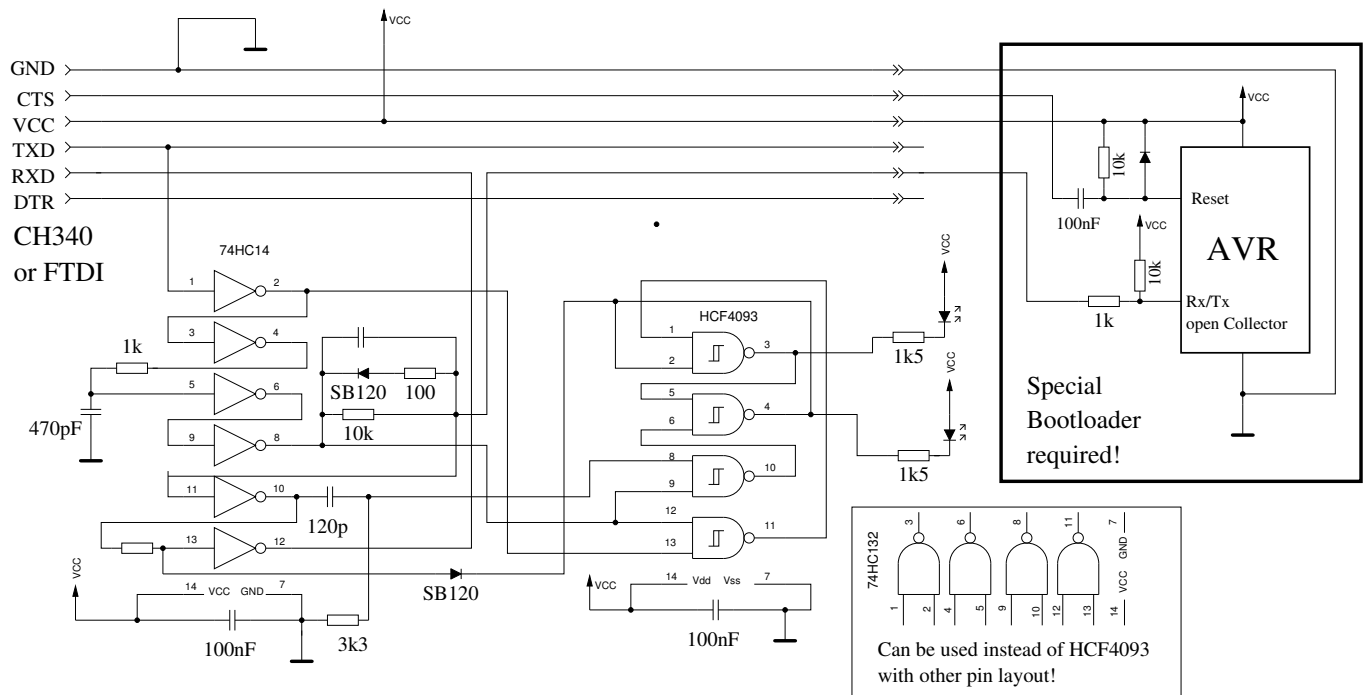 VCC
GND
CTS
VCC
TXD
RXD
DTR
CH340
or FTDI
74HC14
1
2
3
4
1k
5
6
470pF
9
8
11
10
120p
13
12
SB120
100
10k
SB120
VCC
14 VCC GND 7
100nF
3k3
HCF4093
1
2
3
5
6
4
8
9
10
12
13
11
VCC
14 Vdd Vss 7
100nF
VCC
1k5
VCC
1k5
VCC
10k
100nF
Reset
VCC
10k
AVR
1k
Rx/Tx
open Collector
Special
Bootloader
required!
74HC132
3
6
8
11
7
GND
VCC
1
2
4
5
9
10
12
13
14
Can be used instead of HCF4093
with other pin layout!